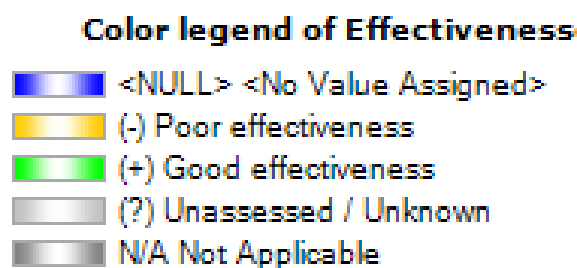 Color legend of Effectiveness
<NULL> <No Value Assigned>
(-) Poor effectiveness
(+) Good effectiveness
(?) Unassessed / Unknown
N/A Not Applicable